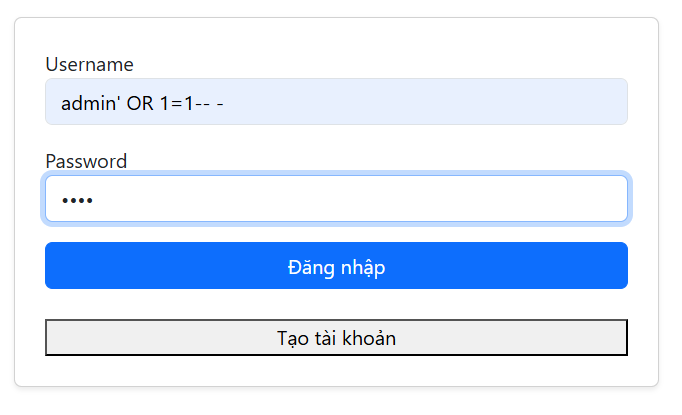 Username
admin' OR 1=1-- -
Password
••••
Đăng nhập
Tạo tài khoản